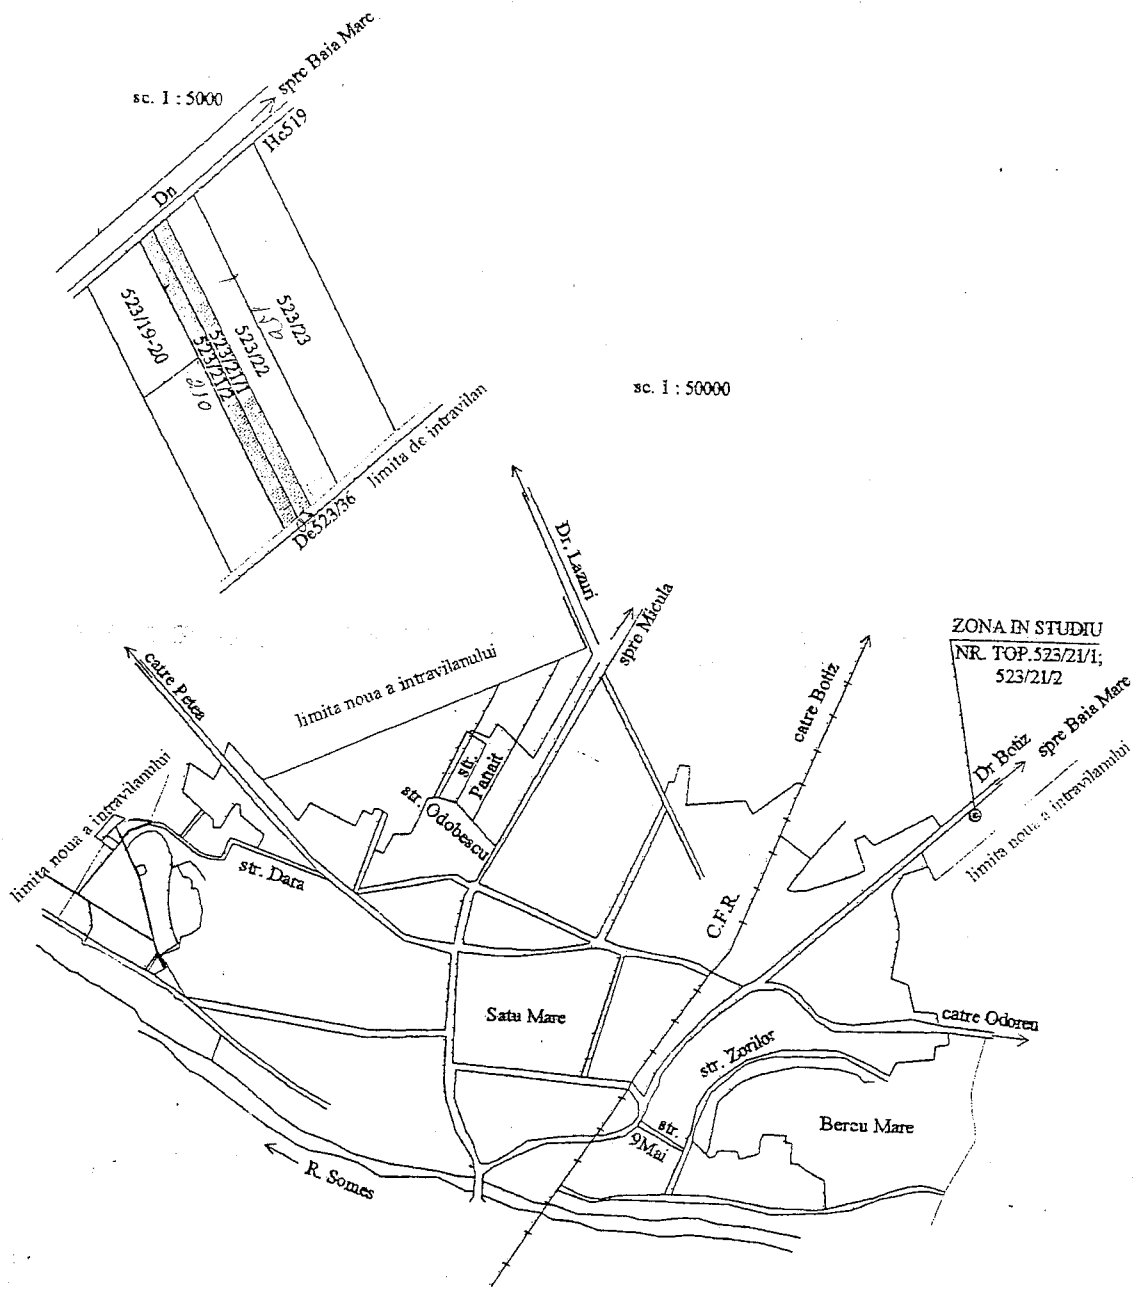 spre Baia Mare
sc. 1 : 5000
Hc519
Dn
523/19-20
523/21/2
523/21/1
523/22
523/23
150
210
De523/36
limita de intravilan
sc. 1 : 50000
Dr. Lazuri
spre Micula
catre Petea
limita noua a intravilanului
catre Botiz
ZONA IN STUDIU
NR. TOP.523/21/1;
523/21/2
spre Baia Mare
Dr Botiz
limita noua a intravilanului
str.
Panait
str. Odobescu
limita noua a intravilanului
str. Dara
C.F.R.
Satu Mare
catre Odoreu
str. Zorilor
str.
9Mai
Bercu Mare
R. Somes